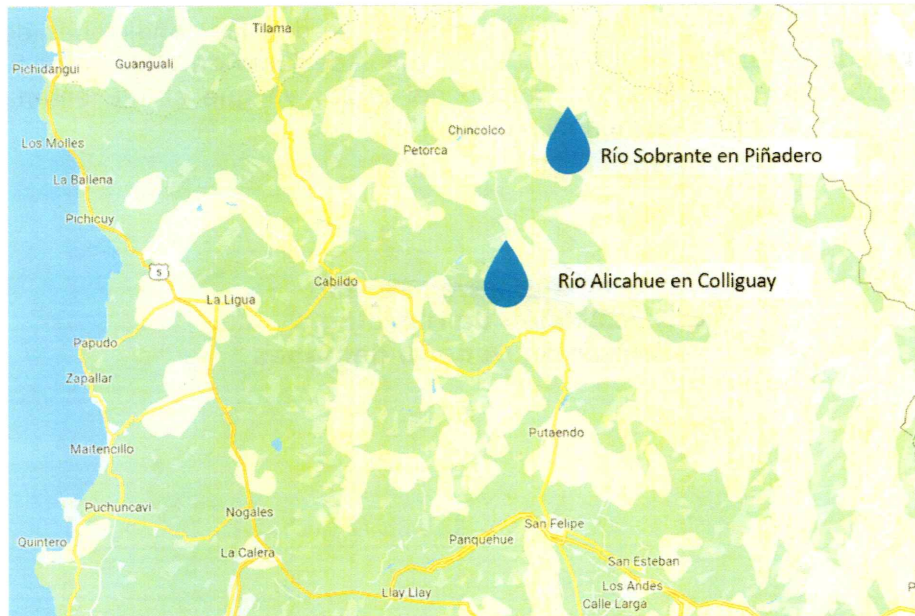 Tilama
Pichidangui
Guanguali
Chincolco
Los Molles
Petorca
Río Sobrante en Piñadero
La Ballena
Pichicuy
5
Cabildo
Río Alicahue en Colliguay
La Ligua
Papudo
Zapallar
Putaendo
Maitencillo
Puchuncavi
Nogales
San Felipe
Quintero
Panquehue
La Calera
San Esteban
Los Andes
P
Llay Llay
Calle Larga